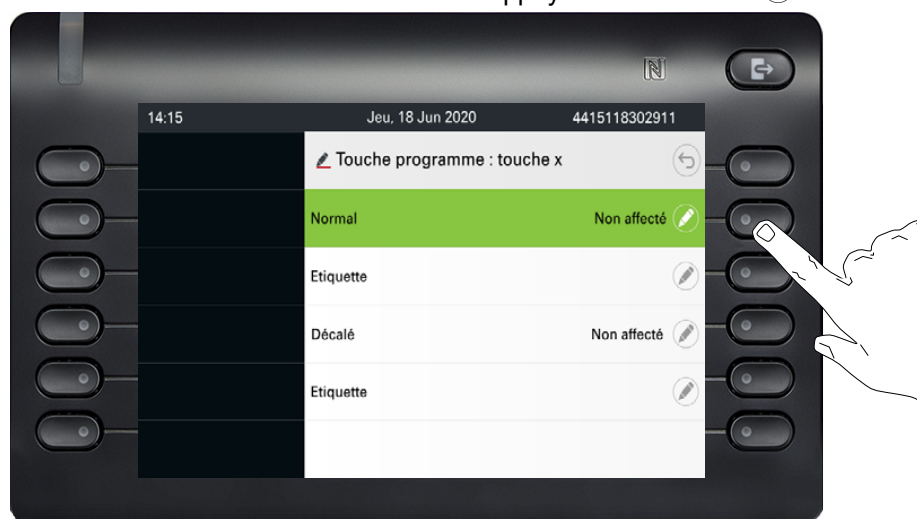 14:15 Jeu, 18 Jun 2020 4415118302911
Touche programme : touche x
Normal Non affecté
Etiquette
Décalé Non affecté
Etiquette